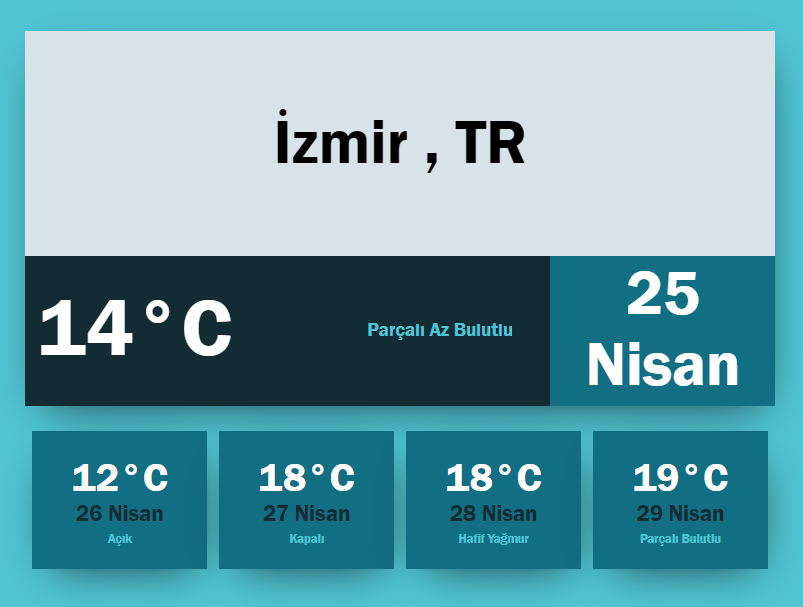 İzmir , TR
14°C
Parçalı Az Bulutlu
25
Nisan
12°C
26 Nisan
Açık
18°C
27 Nisan
Kapalı
18°C
28 Nisan
Hafif Yağmur
19°C
29 Nisan
Parçalı Bulutlu